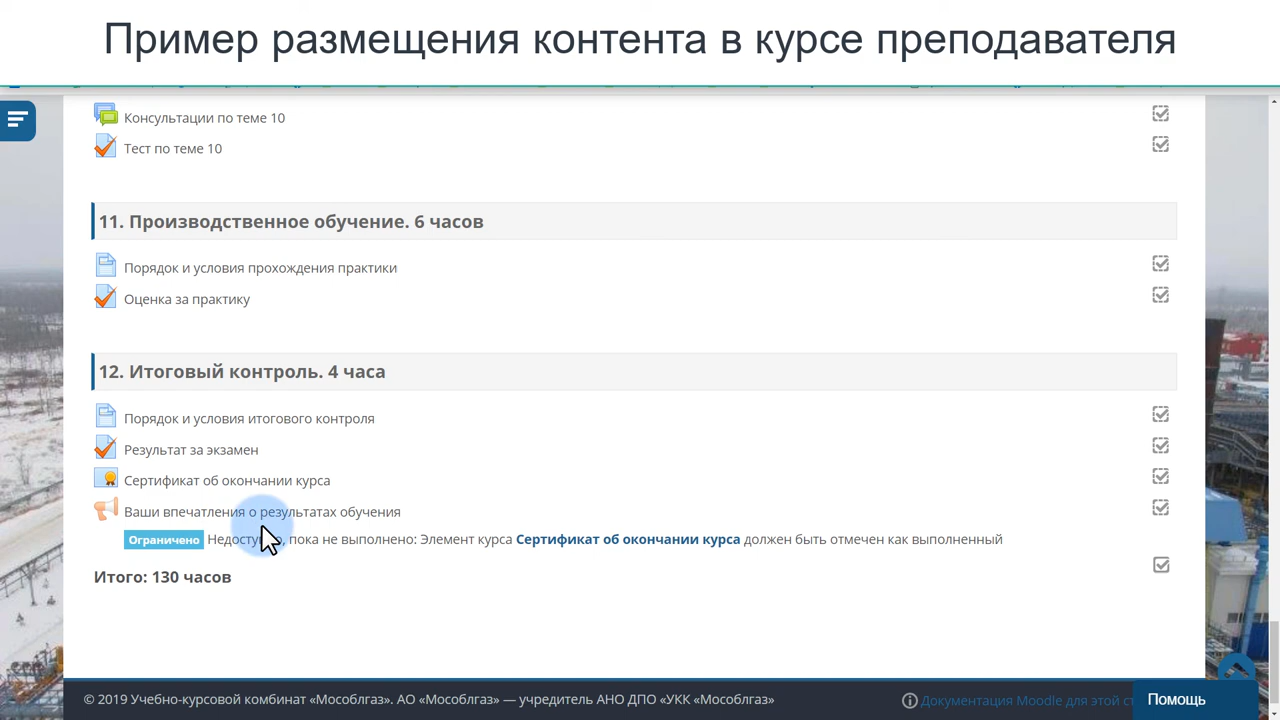 Пример размещения контента в курсе преподавателя
Консультации по теме 10
Тест по теме 10
11. Производственное обучение. 6 часов
Порядок и условия прохождения практики
Оценка за практику
12. Итоговый контроль. 4 часа
Порядок и условия итогового контроля
Результат за экзамен
Сертификат об окончании курса
Ваши впечатления о результатах обучения
Ограничено Недоступно, пока не выполнено: Элемент курса Сертификат об окончании курса должен быть отмечен как выполненный
Итого: 130 часов
© 2019 Учебно-курсовой комбинат «Мособлгаз». АО «Мособлгаз» — учредитель АНО ДПО «УКК «Мособлгаз»
Документация Moodle для этой
Помощь